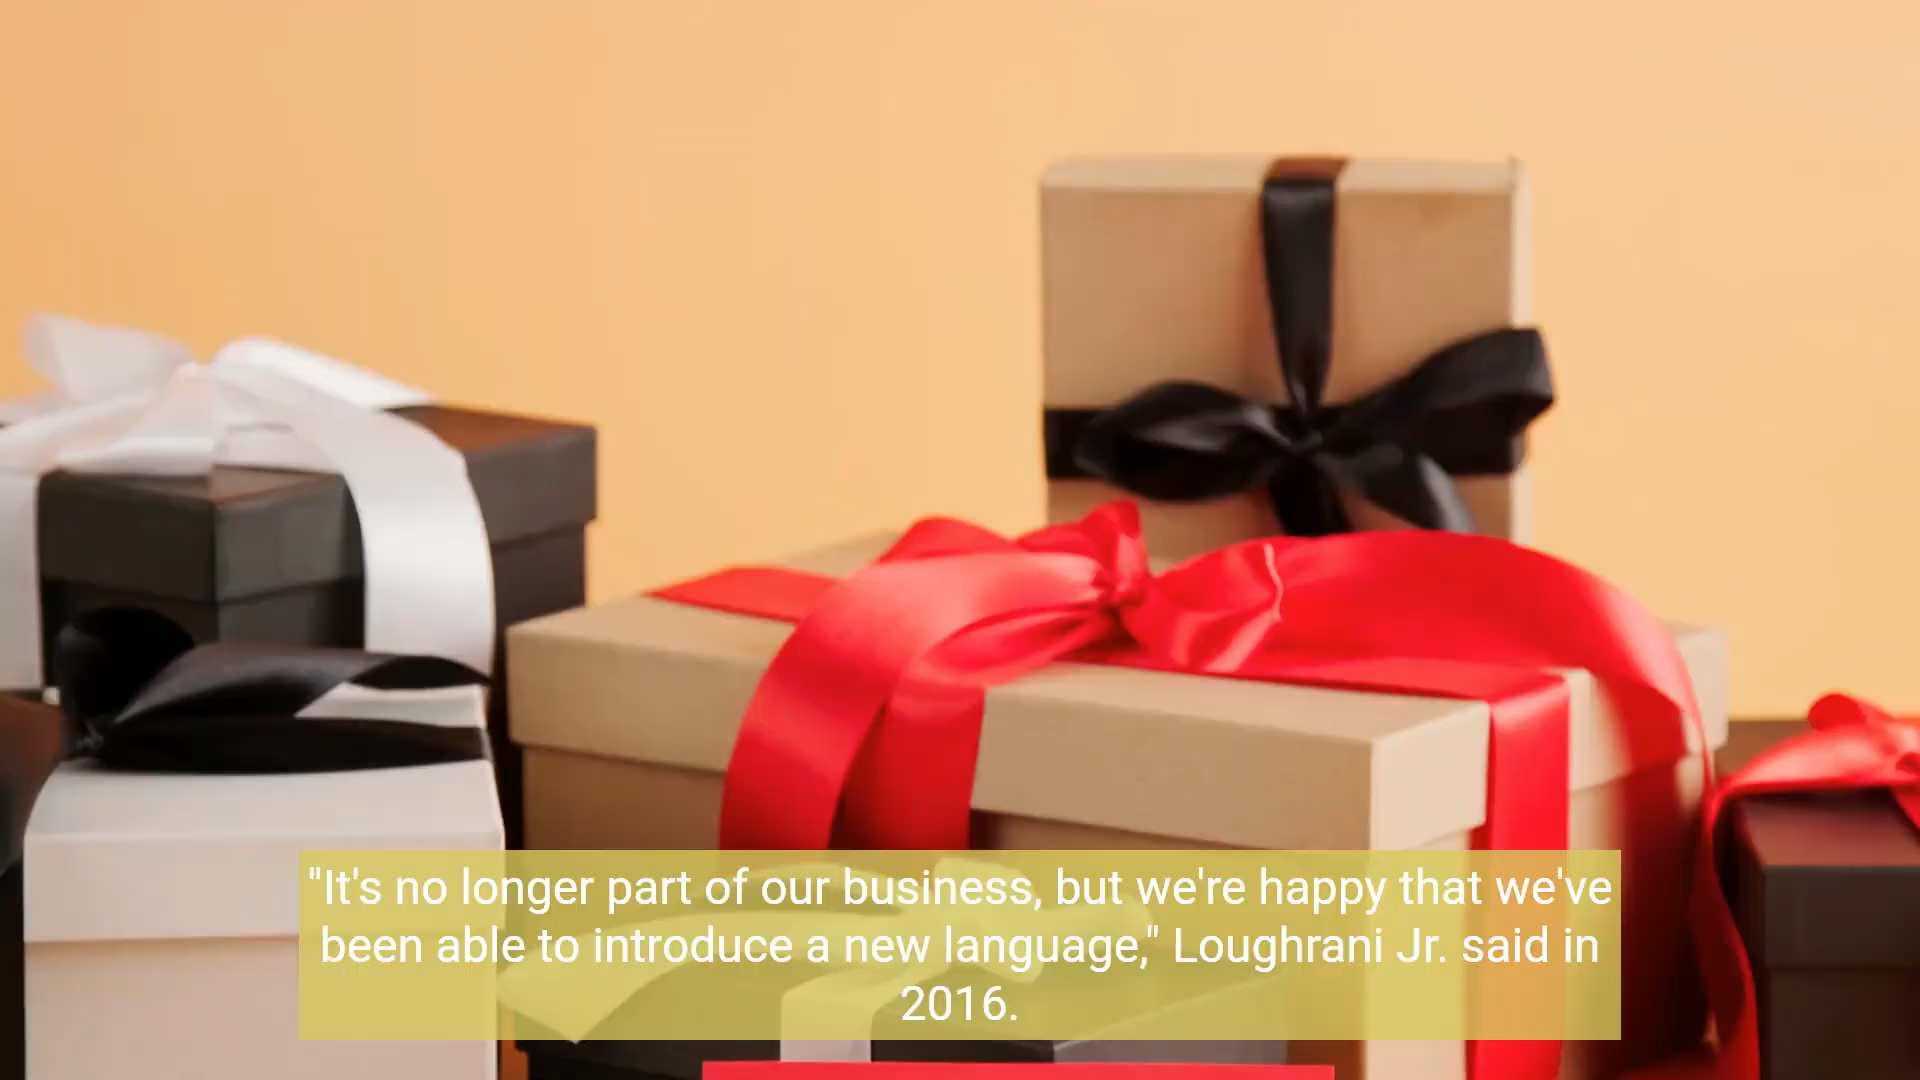 "It's no longer part of our business, but we're happy that we've
been able to introduce a new language," Loughrani Jr. said in
2016.